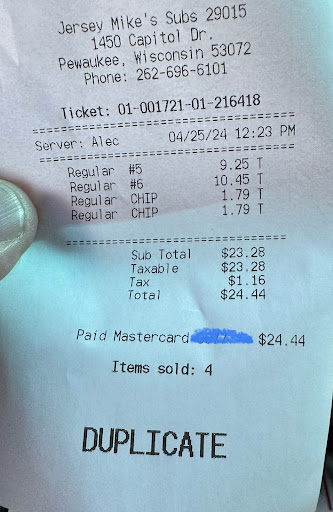 Jersey Mike's Subs 29015
1450 Capitol Dr.
Pewaukee, Wisconsin 53072
Phone: 262-696-6101
Ticket: 01-001721-01-216418
Server: Alec 04/25/24 12:23 PM
Regular #5 9.25 T
Regular #6 10.45 T
Regular CHIP 1.79 T
Regular CHIP 1.79 T
Sub Total $23.28
Taxable $23.28
Tax $1.16
Total $24.44
Paid Mastercard $24.44
Items sold: 4
DUPLICATE